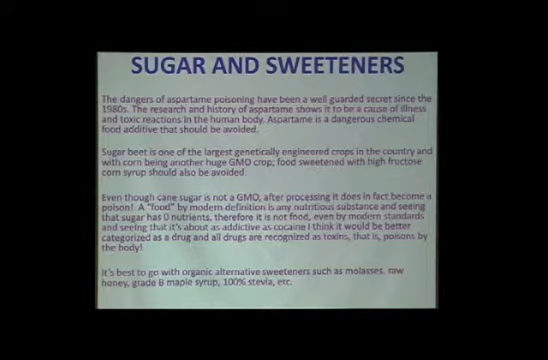 SUGAR AND SWEETENERS
The dangers of aspartame poisoning have been a well guarded secret since the
1980s. The research and history of aspartame shows it to be a cause of illness
and toxic reactions in the human body. Aspartame is a dangerous chemical
food additive that should be avoided.
Sugar beet is one of the largest genetically engineered crops in the country and
with corn being another huge GMO crop; food sweetened with high fructose
corn syrup should also be avoided.
Even though cane sugar is not a GMO, after processing it does in fact become a
poison! A "food" by modern definition is any nutritious substance and seeing
that sugar has 0 nutrients, therefore it is not food, even by modern standards
and seeing that it's about as addictive as cocaine I think it would be better
categorized as a drug and all drugs are recognized as toxins, that is, poisons by
the body!
It's best to go with organic alternative sweeteners such as molasses, raw
honey, grade B maple syrup, 100% stevia, etc.